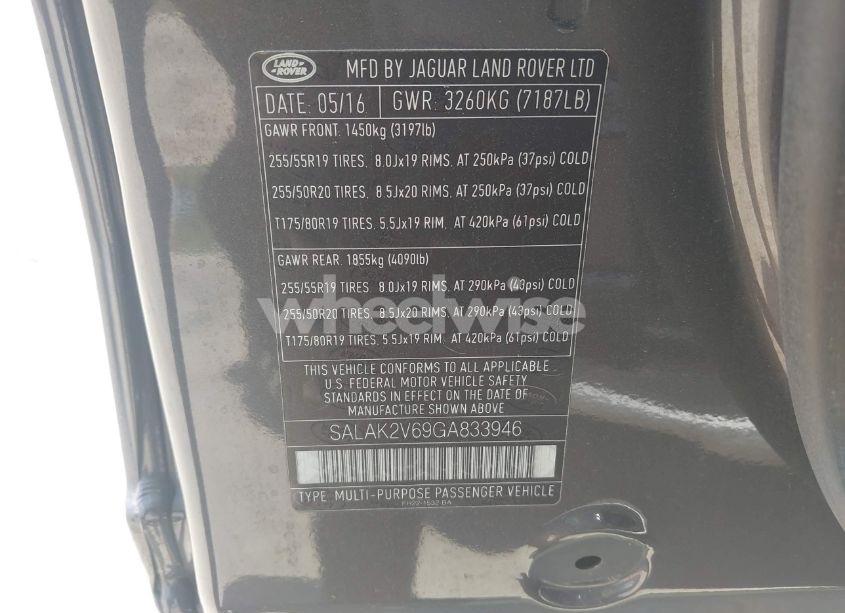 LAND ROVER
MFD BY JAGUAR LAND ROVER LTD
DATE: 05/16 GWR: 3260KG (7187LB)
GAWR FRONT: 1450kg (3197lb)
255/55R19 TIRES, 8.0Jx19 RIMS, AT 250kPa (37psi) COLD
255/50R20 TIRES, 8.5Jx20 RIMS, AT 250kPa (37psi) COLD
T175/80R19 TIRES, 5.5Jx19 RIM, AT 420kPa (61psi) COLD
GAWR REAR: 1855kg (4090lb)
255/55R19 TIRES, 8.0Jx19 RIMS, AT 290kPa (43psi) COLD
wheelwise
255/50R20 TIRES, 8.5Jx20 RIMS, AT 290kPa (43psi) COLD
T175/80R19 TIRES, 5.5Jx19 RIM, AT 420kPa (61psi) COLD
THIS VEHICLE CONFORMS TO ALL APPLICABLE
U.S. FEDERAL MOTOR VEHICLE SAFETY
STANDARDS IN EFFECT ON THE DATE OF
MANUFACTURE SHOWN ABOVE
SALAK2V69GA833946
TYPE: MULTI-PURPOSE PASSENGER VEHICLE
FH22-1532-BA